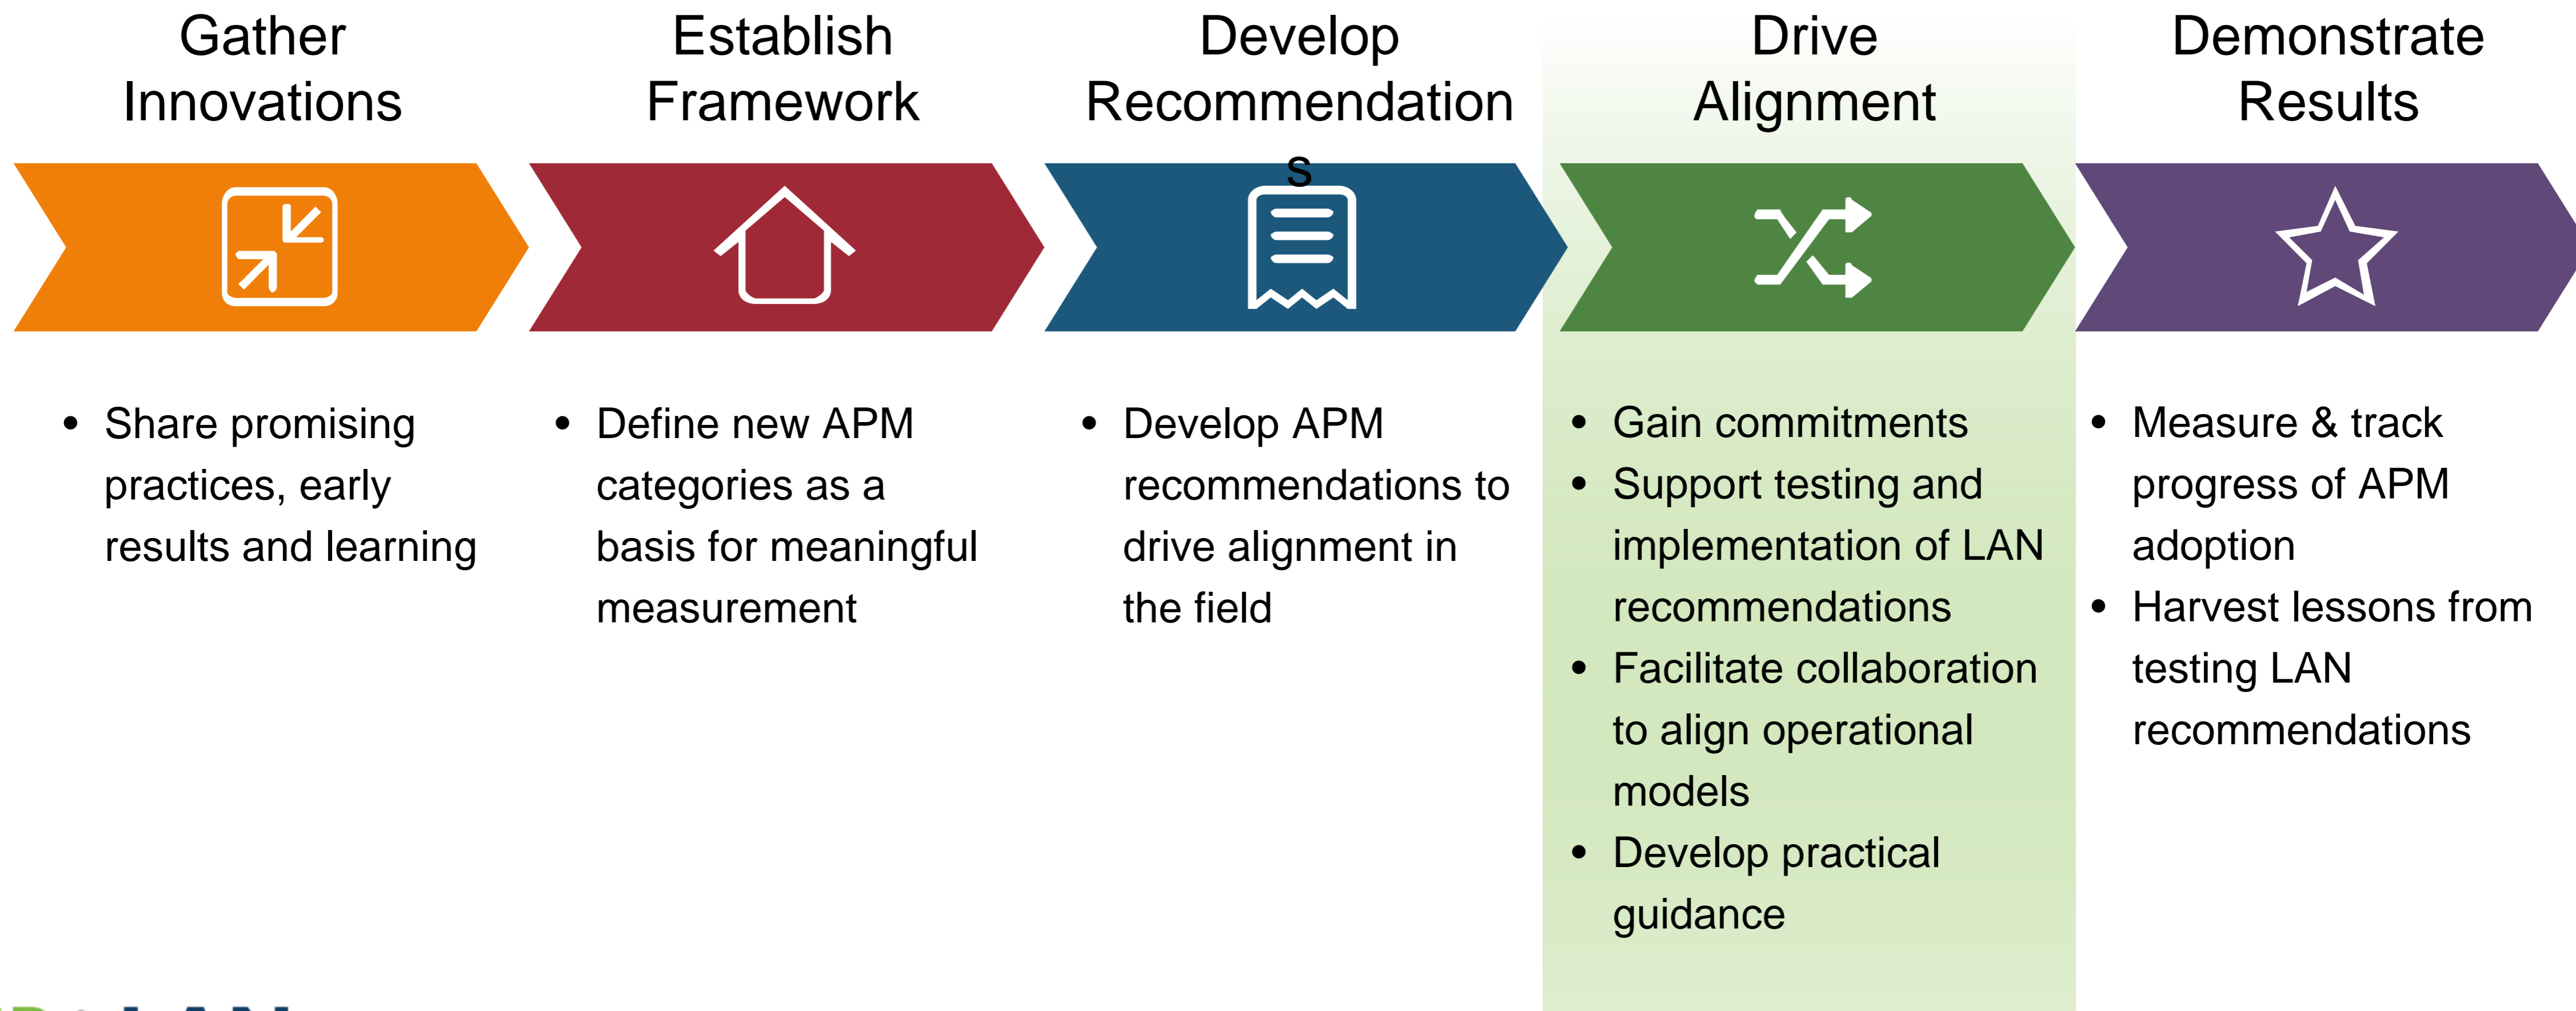 Gather
Innovations
Establish
Framework
Develop
Recommendation
s
Drive
Alignment
Demonstrate
Results
• Share promising
practices, early
results and learning
• Define new APM
categories as a
basis for meaningful
measurement
• Develop APM
recommendations to
drive alignment in
the field
• Gain commitments
• Support testing and
implementation of LAN
recommendations
• Facilitate collaboration
to align operational
models
• Develop practical
guidance
• Measure & track
progress of APM
adoption
• Harvest lessons from
testing LAN
recommendations